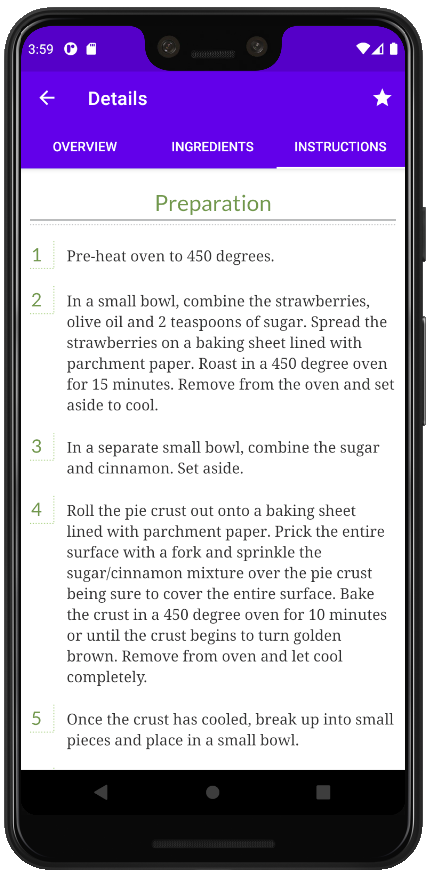 3:59
Details
OVERVIEW INGREDIENTS INSTRUCTIONS
Preparation
1 Pre-heat oven to 450 degrees.
2 In a small bowl, combine the strawberries,
olive oil and 2 teaspoons of sugar. Spread the
strawberries on a baking sheet lined with
parchment paper. Roast in a 450 degree oven
for 15 minutes. Remove from the oven and set
aside to cool.
3 In a separate small bowl, combine the sugar
and cinnamon. Set aside.
4 Roll the pie crust out onto a baking sheet
lined with parchment paper. Prick the entire
surface with a fork and sprinkle the
sugar/cinnamon mixture over the pie crust
being sure to cover the entire surface. Bake
the crust in a 450 degree oven for 10 minutes
or until the crust begins to turn golden
brown. Remove from oven and let cool
completely.
5 Once the crust has cooled, break up into small
pieces and place in a small bowl.